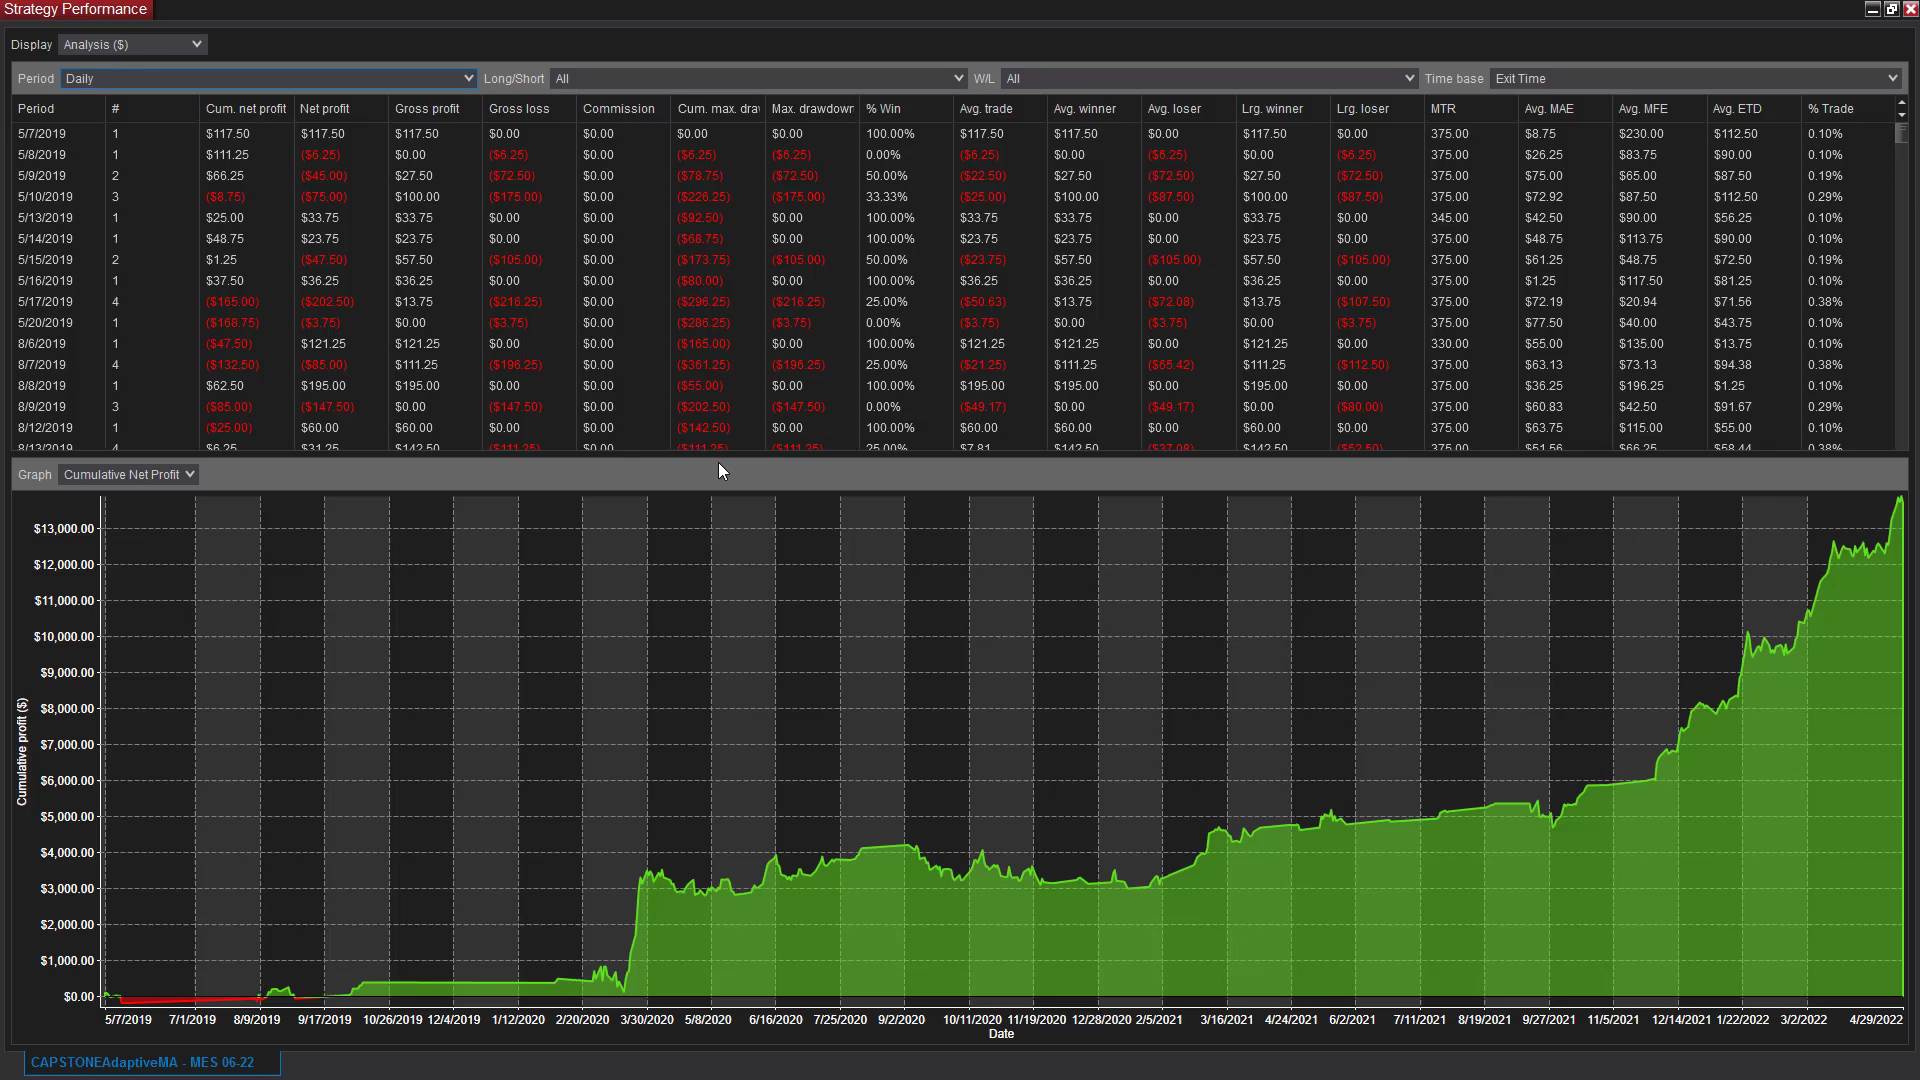 Strategy Performance
Display Analysis ($)
Period Daily Long/Short All W/L All Time base Exit Time
Period # Cum. net profit Net profit Gross profit Gross loss Commission Cum. max. drav Max. drawdown % Win Avg. trade Avg. winner Avg. loser Lrg. winner Lrg. loser MTR Avg. MAE Avg. MFE Avg. ETD % Trade
5/7/2019 1 $117.50 $117.50 $117.50 $0.00 $0.00 $0.00 $0.00 100.00% $117.50 $117.50 $0.00 $117.50 $0.00 375.00 $8.75 $230.00 $112.50 0.10%
5/8/2019 1 $111.25 ($6.25) $0.00 ($6.25) $0.00 ($6.25) ($6.25) 0.00% ($6.25) $0.00 ($6.25) $0.00 ($6.25) 375.00 $26.25 $83.75 $90.00 0.10%
5/9/2019 2 $66.25 ($45.00) $27.50 ($72.50) $0.00 ($78.75) ($72.50) 50.00% ($22.50) $27.50 ($72.50) $27.50 ($72.50) 375.00 $75.00 $65.00 $87.50 0.19%
5/10/2019 3 ($8.75) ($75.00) $100.00 ($175.00) $0.00 ($226.25) ($175.00) 33.33% ($25.00) $100.00 ($87.50) $100.00 ($87.50) 375.00 $72.92 $87.50 $112.50 0.29%
5/13/2019 1 $25.00 $33.75 $33.75 $0.00 $0.00 ($92.50) $0.00 100.00% $33.75 $33.75 $0.00 $33.75 $0.00 345.00 $42.50 $90.00 $56.25 0.10%
5/14/2019 1 $48.75 $23.75 $23.75 $0.00 $0.00 ($68.75) $0.00 100.00% $23.75 $23.75 $0.00 $23.75 $0.00 375.00 $48.75 $113.75 $90.00 0.10%
5/15/2019 2 $1.25 ($47.50) $57.50 ($105.00) $0.00 ($173.75) ($105.00) 50.00% ($23.75) $57.50 ($105.00) $57.50 ($105.00) 375.00 $61.25 $48.75 $72.50 0.19%
5/16/2019 1 $37.50 $36.25 $36.25 $0.00 $0.00 ($80.00) $0.00 100.00% $36.25 $36.25 $0.00 $36.25 $0.00 375.00 $1.25 $117.50 $81.25 0.10%
5/17/2019 4 ($165.00) ($202.50) $13.75 ($216.25) $0.00 ($296.25) ($216.25) 25.00% ($50.63) $13.75 ($72.08) $13.75 ($107.50) 375.00 $72.19 $20.94 $71.56 0.38%
5/20/2019 1 ($168.75) ($3.75) $0.00 ($3.75) $0.00 ($286.25) ($3.75) 0.00% ($3.75) $0.00 ($3.75) $0.00 ($3.75) 375.00 $77.50 $40.00 $43.75 0.10%
8/6/2019 1 ($47.50) $121.25 $121.25 $0.00 $0.00 ($165.00) $0.00 100.00% $121.25 $121.25 $0.00 $121.25 $0.00 330.00 $55.00 $135.00 $13.75 0.10%
8/7/2019 4 ($132.50) ($85.00) $111.25 ($196.25) $0.00 ($361.25) ($196.25) 25.00% ($21.25) $111.25 ($65.42) $111.25 ($112.50) 375.00 $63.13 $73.13 $94.38 0.38%
8/8/2019 1 $62.50 $195.00 $195.00 $0.00 $0.00 ($55.00) $0.00 100.00% $195.00 $195.00 $0.00 $195.00 $0.00 375.00 $36.25 $196.25 $1.25 0.10%
8/9/2019 3 ($85.00) ($147.50) $0.00 ($147.50) $0.00 ($202.50) ($147.50) 0.00% ($49.17) $0.00 ($49.17) $0.00 ($80.00) 375.00 $60.83 $42.50 $91.67 0.29%
8/12/2019 1 ($25.00) $60.00 $60.00 $0.00 $0.00 ($142.50) $0.00 100.00% $60.00 $60.00 $0.00 $60.00 $0.00 375.00 $63.75 $115.00 $55.00 0.10%
8/13/2019 4 $6.25 $31.25 $142.50 ($111.25) $0.00 ($111.25) ($111.25) 25.00% $7.81 $142.50 ($37.08) $142.50 ($52.50) 375.00 $51.56 $66.25 $58.44 0.38%
Graph Cumulative Net Profit
Cumulative profit ($)
$13,000.00
$12,000.00
$11,000.00
$10,000.00
$9,000.00
$8,000.00
$7,000.00
$6,000.00
$5,000.00
$4,000.00
$3,000.00
$2,000.00
$1,000.00
$0.00
5/7/2019 7/1/2019 8/9/2019 9/17/2019 10/26/2019 12/4/2019 1/12/2020 2/20/2020 3/30/2020 5/8/2020 6/16/2020 7/25/2020 9/2/2020 10/11/2020 11/19/2020 12/28/2020 2/5/2021 3/16/2021 4/24/2021 6/2/2021 7/11/2021 8/19/2021 9/27/2021 11/5/2021 12/14/2021 1/22/2022 3/2/2022 4/29/2022
Date
CAPSTONEAdaptiveMA - MES 06-22